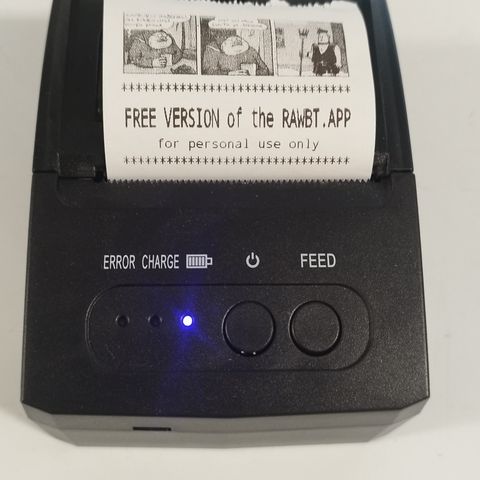 ***********************************
FREE VERSION of the RAWBT.APP
for personal use only
***********************************
ERROR CHARGE FEED